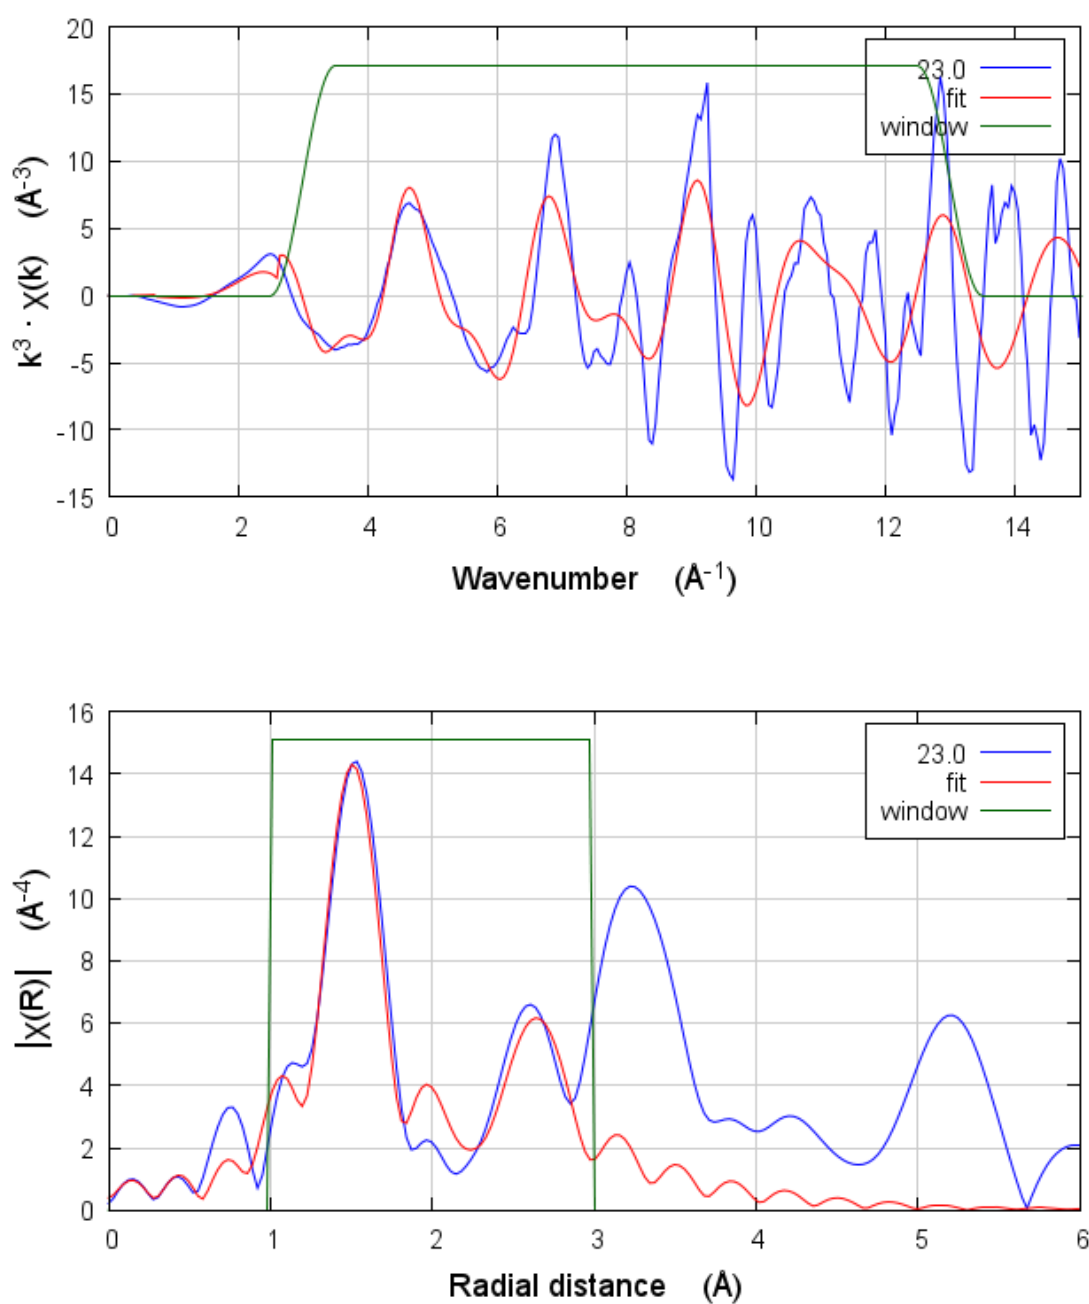 20
15
10
5
0
-5
-10
-15
k³ · χ(k) (Å⁻³)
23.0
fit
window
0 2 4 6 8 10 12 14
Wavenumber (Å⁻¹)
16
14
12
10
8
6
4
2
0
|χ(R)| (Å⁻⁴)
23.0
fit
window
0 1 2 3 4 5 6
Radial distance (Å)